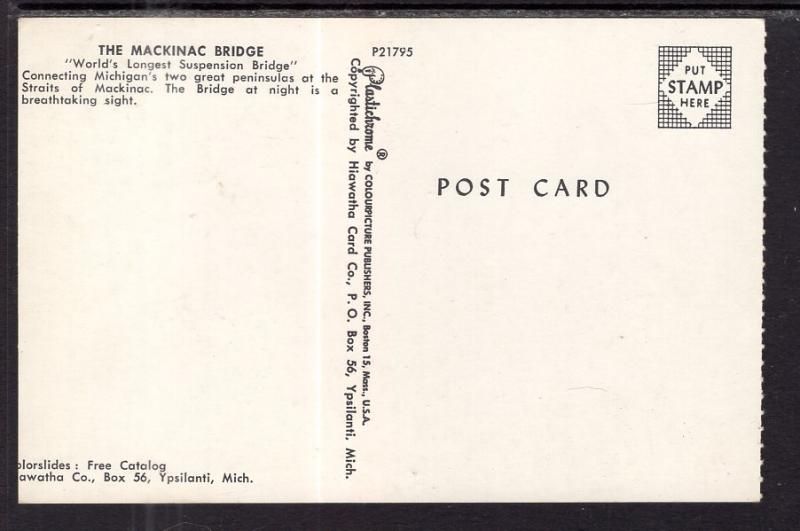 THE MACKINAC BRIDGE
"World's Longest Suspension Bridge"
Connecting Michigan's two great peninsulas at the
Straits of Mackinac. The Bridge at night is a
breathtaking sight.
olorslides : Free Catalog
awatha Co., Box 56, Ypsilanti, Mich.
P21795
Plastichrome ® by COLOURPICTURE PUBLISHERS, INC., Boston 15, Mass., U.S.A.
Copyrighted by Hiawatha Card Co., P. O. Box 56, Ypsilanti, Mich.
POST CARD
PUT
STAMP
HERE